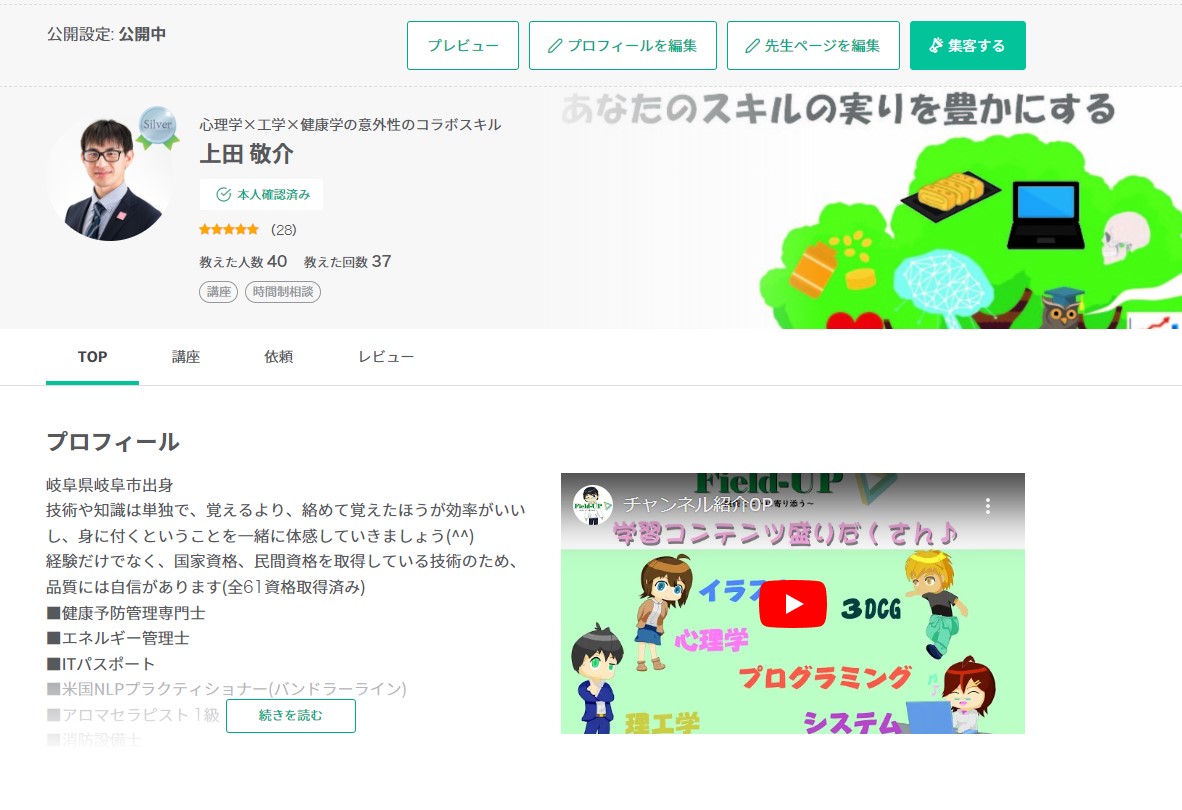 公開設定: 公開中
プレビュー
プロフィールを編集
先生ページを編集
集客する
あなたのスキルの実りを豊かにする
Silver
心理学×工学×健康学の意外性のコラボスキル
上田 敬介
本人確認済み
(28)
教えた人数 40 教えた回数 37
講座 時間制相談
TOP 講座 依頼 レビュー
プロフィール
岐阜県岐阜市出身
技術や知識は単独で、覚えるより、絡めて覚えたほうが効率がいい
し、身に付くということを一緒に体感していきましょう(^^)
経験だけでなく、国家資格、民間資格を取得している技術のため、
品質には自信があります(全61資格取得済み)
■健康予防管理専門士
■エネルギー管理士
■ITパスポート
■米国NLPプラクティショナー(バンドラーライン)
■アロマセラピスト 1級
■消防設備士
続きを読む
Field-UP
チャンネル紹介TOP
寄り添う～
学習コンテンツ盛りだくさん♪
イラス
3DCG
心理学
プログラミング
理工学
システム